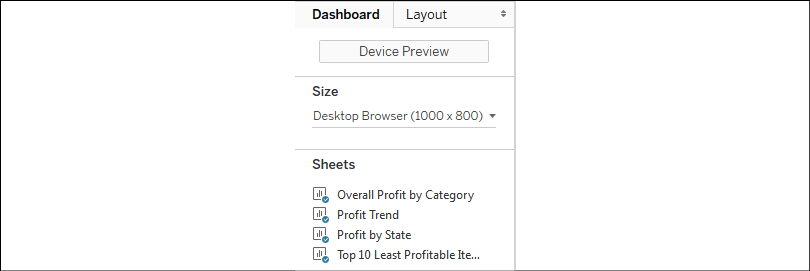 Dashboard Layout
Device Preview
Size
Desktop Browser (1000 x 800)
Sheets
Overall Profit by Category
Profit Trend
Profit by State
Top 10 Least Profitable Ite...